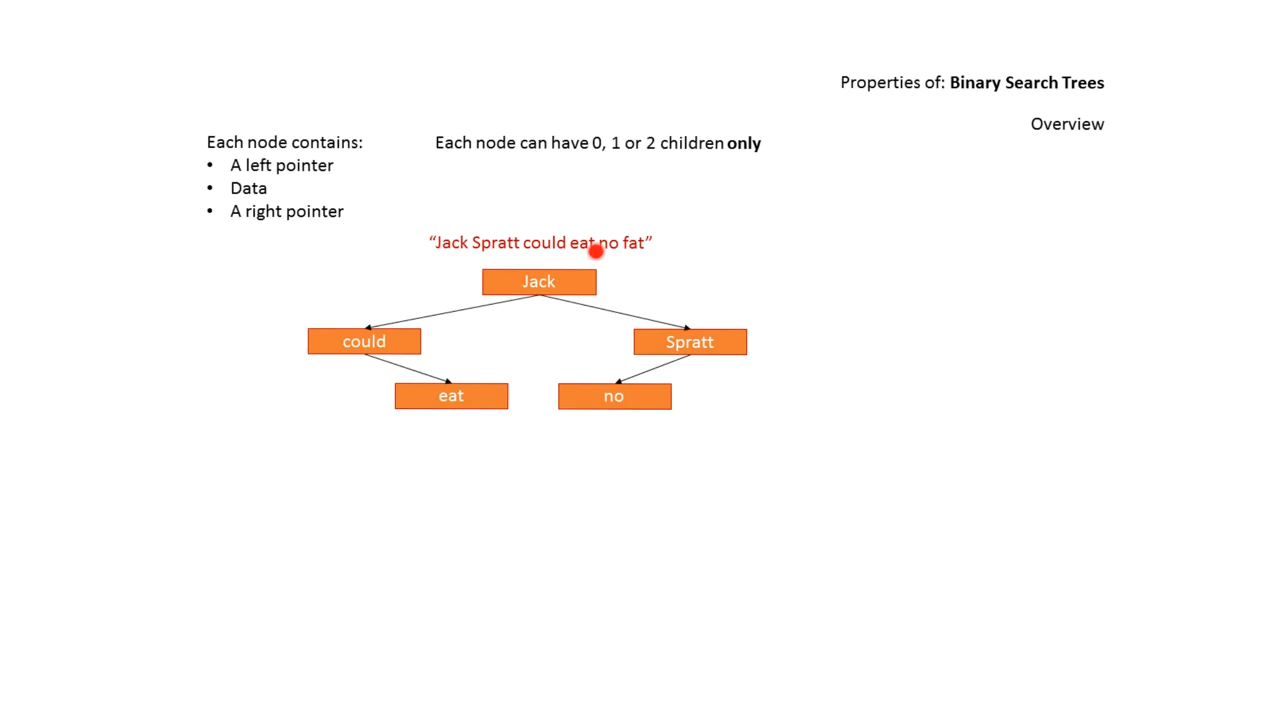 Properties of: Binary Search Trees
Overview
Each node contains:
• A left pointer
• Data
• A right pointer
Each node can have 0, 1 or 2 children only
“Jack Spratt could eat no fat”
Jack
could
Spratt
eat
no